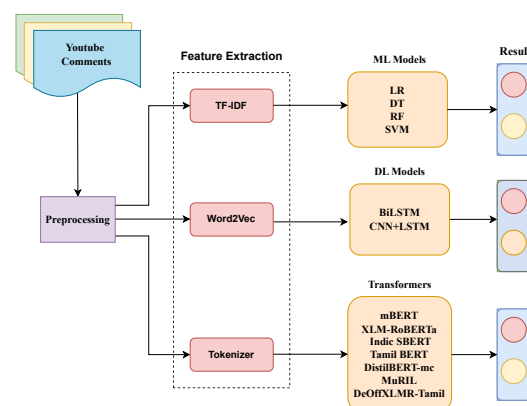 Youtube
Comments
Preprocessing
Feature Extraction
TF-IDF
Word2Vec
Tokenizer
ML Models
LR
DT
RF
SVM
DL Models
BiLSTM
CNN+LSTM
Transformers
mBERT
XLM-RoBERTa
Indic SBERT
Tamil BERT
DistilBERT-mc
MuRIL
DeOffXLMR-Tamil
Resul